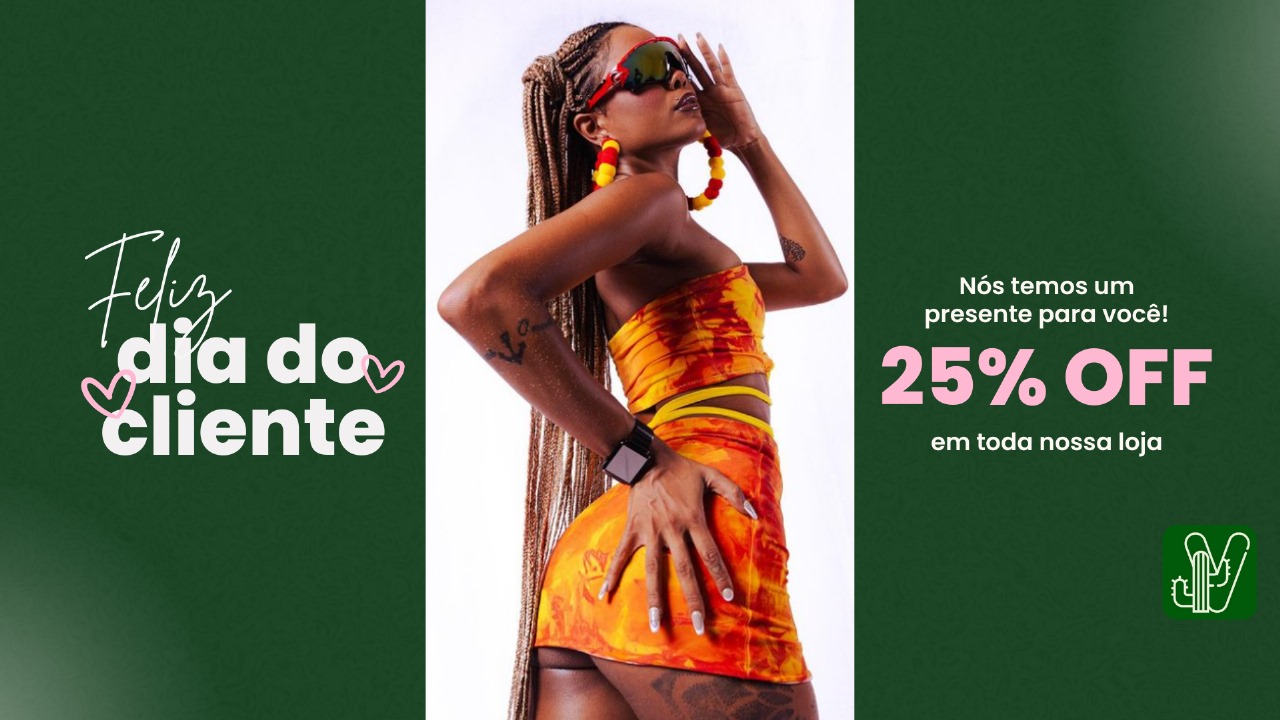 Feliz
dia do
cliente
Nós temos um
presente para você!
25% OFF
em toda nossa loja